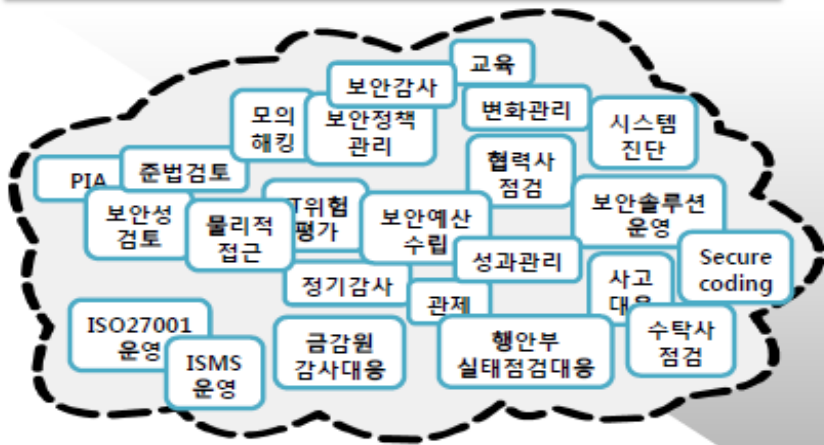 교육
보안감사
모의
해킹
보안정책
관리
변화관리
시스템
진단
협력사
점검
PIA
준법검토
보안성
검토
물리적
접근
IT위험
평가
보안예산
수립
보안솔루션
운영
성과관리
Secure
coding
정기감사
관제
사고
대응
ISO27001
운영
ISMS
운영
금감원
감사대응
행안부
실태점검대응
수탁사
점검